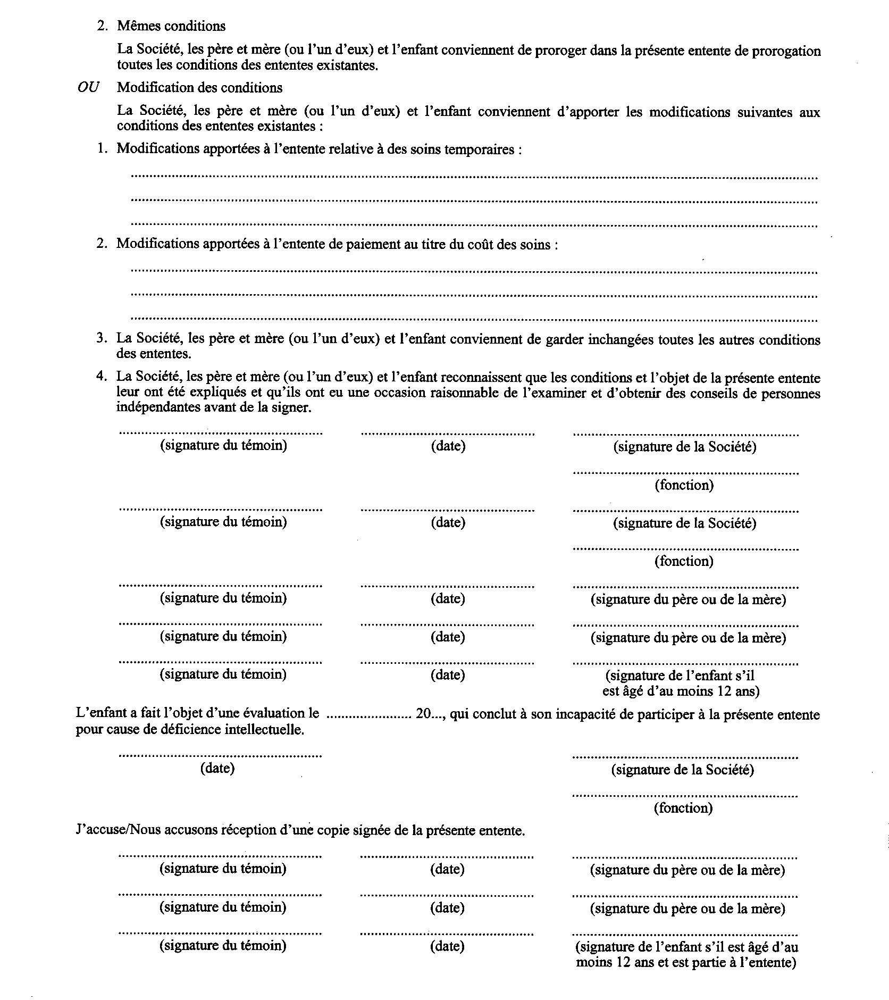 2. Mêmes conditions
La Société, les père et mère (ou l’un d’eux) et l’enfant conviennent de proroger dans la présente entente de prorogation
toutes les conditions des ententes existantes.
OU Modification des conditions
La Société, les père et mère (ou l’un d’eux) et l’enfant conviennent d’apporter les modifications suivantes aux
conditions des ententes existantes :
1. Modifications apportées à l’entente relative à des soins temporaires :
2. Modifications apportées à l’entente de paiement au titre du coût des soins :
3. La Société, les père et mère (ou l’un d’eux) et l’enfant conviennent de garder inchangées toutes les autres conditions
des ententes.
4. La Société, les père et mère (ou l’un d’eux) et l’enfant reconnaissent que les conditions et l’objet de la présente entente
leur ont été expliqués et qu’ils ont eu une occasion raisonnable de l’examiner et d’obtenir des conseils de personnes
indépendantes avant de la signer.
(signature du témoin) (date) (signature de la Société)
(fonction)
(signature du témoin) (date) (signature de la Société)
(fonction)
(signature du témoin) (date) (signature du père ou de la mère)
(signature du témoin) (date) (signature du père ou de la mère)
(signature du témoin) (date) (signature de l’enfant s’il
est âgé d’au moins 12 ans)
L’enfant a fait l’objet d’une évaluation le ....................... 20..., qui conclut à son incapacité de participer à la présente entente
pour cause de déficience intellectuelle.
(date) (signature de la Société)
(fonction)
J’accuse/Nous accusons réception d’une copie signée de la présente entente.
(signature du témoin) (date) (signature du père ou de la mère)
(signature du témoin) (date) (signature du père ou de la mère)
(signature du témoin) (date) (signature de l’enfant s’il est âgé d’au
moins 12 ans et est partie à l’entente)